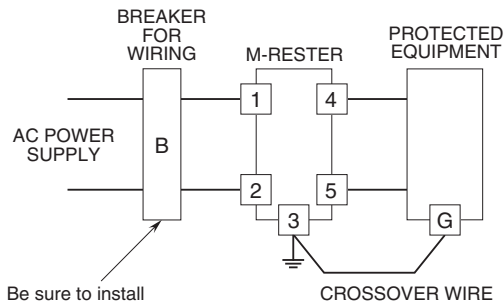 BREAKER
FOR
WIRING
M-RESTER
PROTECTED
EQUIPMENT
1
4
AC POWER
SUPPLY
B
2
5
3
G
Be sure to install
CROSSOVER WIRE